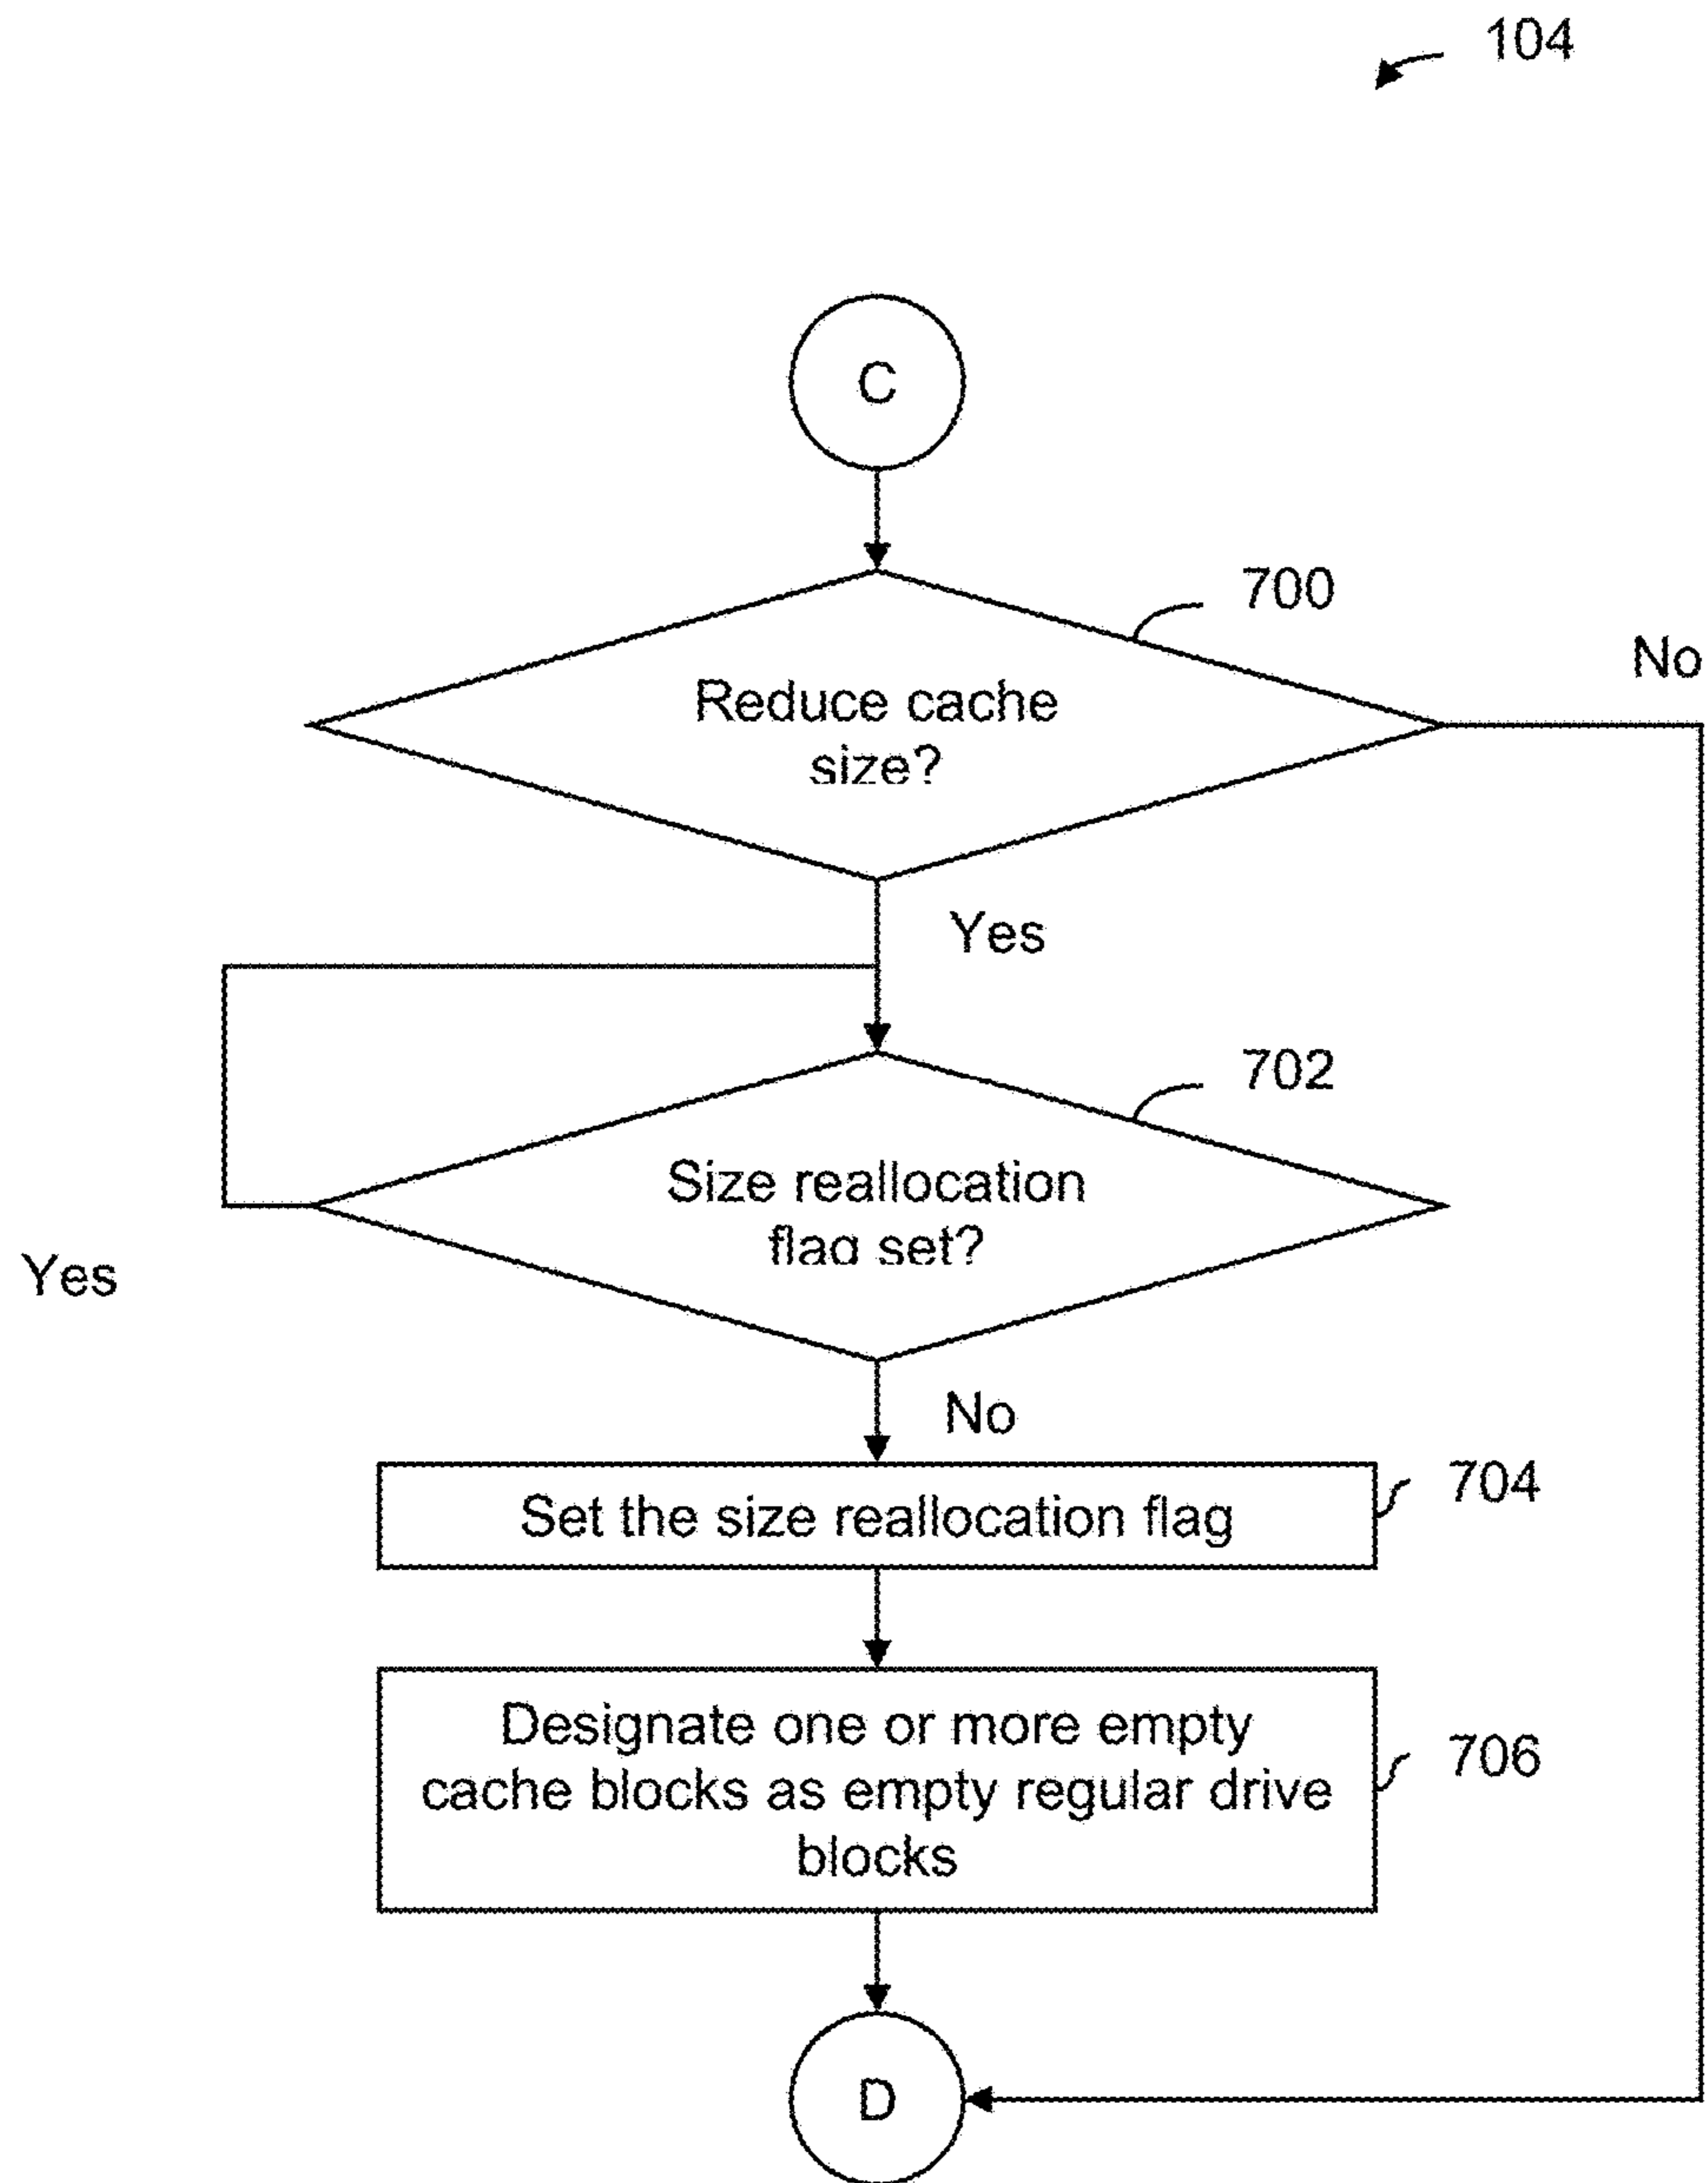 104
C
700
No
Reduce cache
size?
Yes
702
Size reallocation
flag set?
Yes
No
704
Set the size reallocation flag
Designate one or more empty
cache blocks as empty regular drive
blocks
706
D